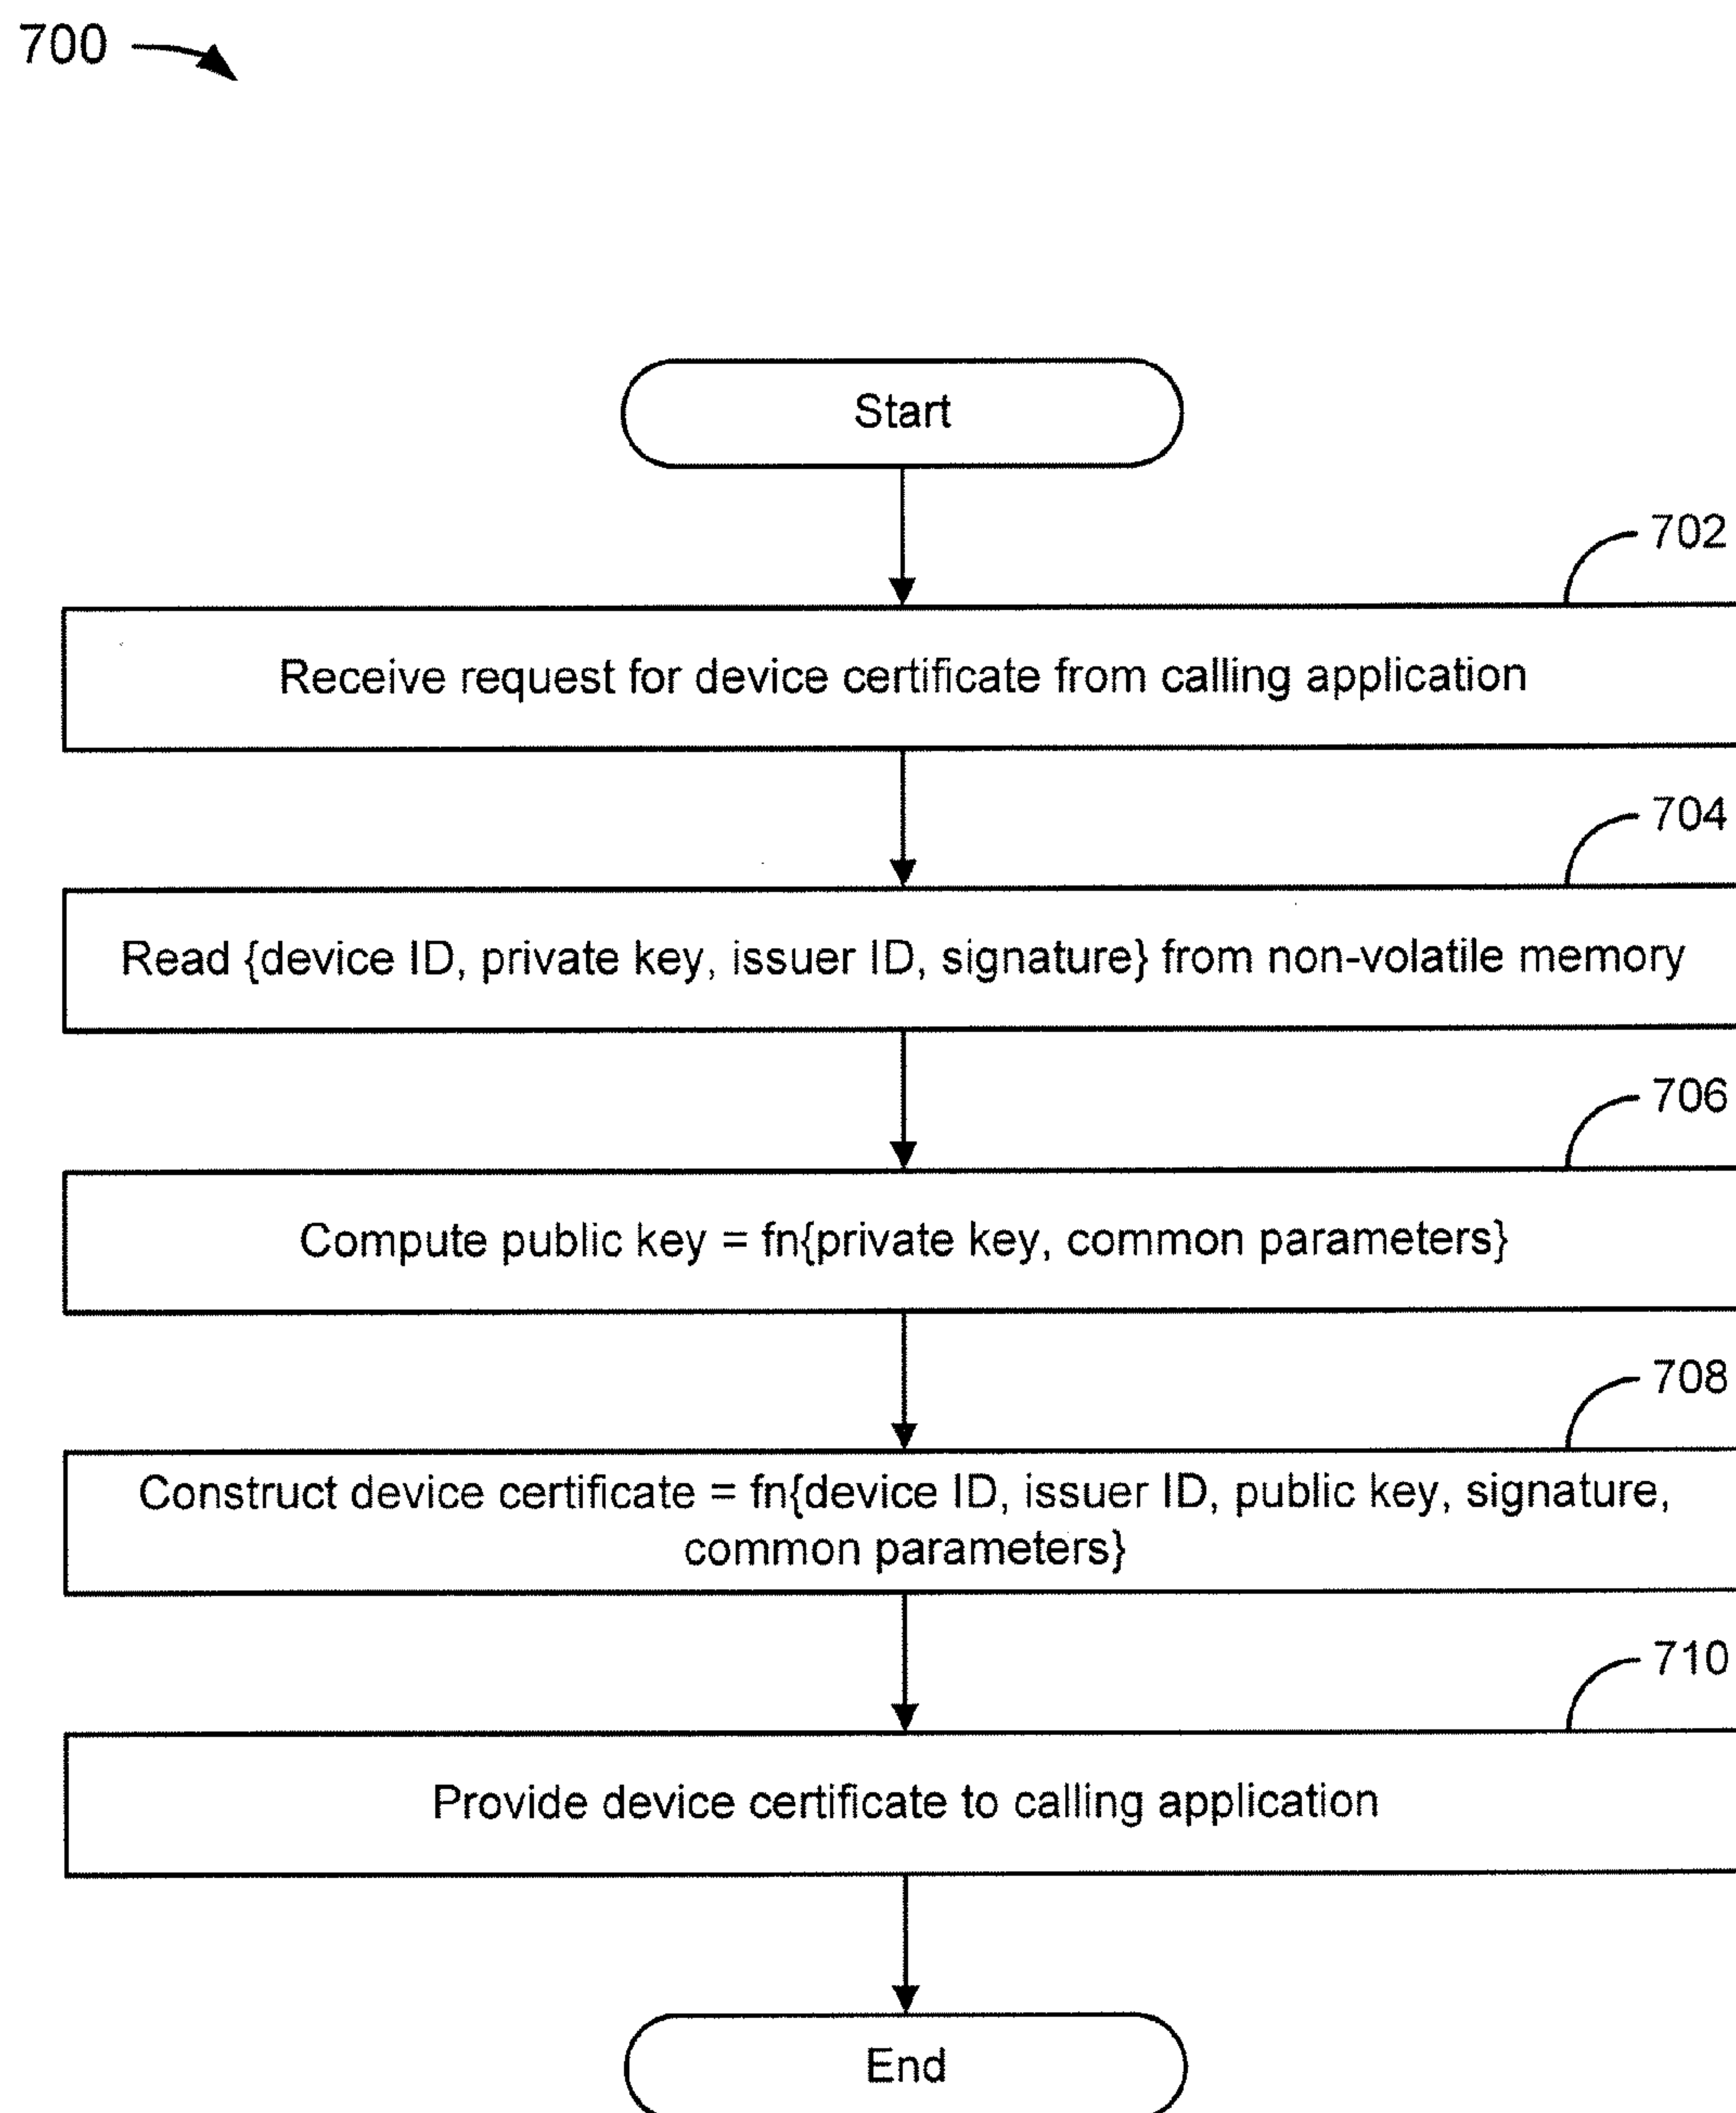 700
Start
702
Receive request for device certificate from calling application
704
Read {device ID, private key, issuer ID, signature} from non-volatile memory
706
Compute public key = fn{private key, common parameters}
708
Construct device certificate = fn{device ID, issuer ID, public key, signature,
common parameters}
710
Provide device certificate to calling application
End